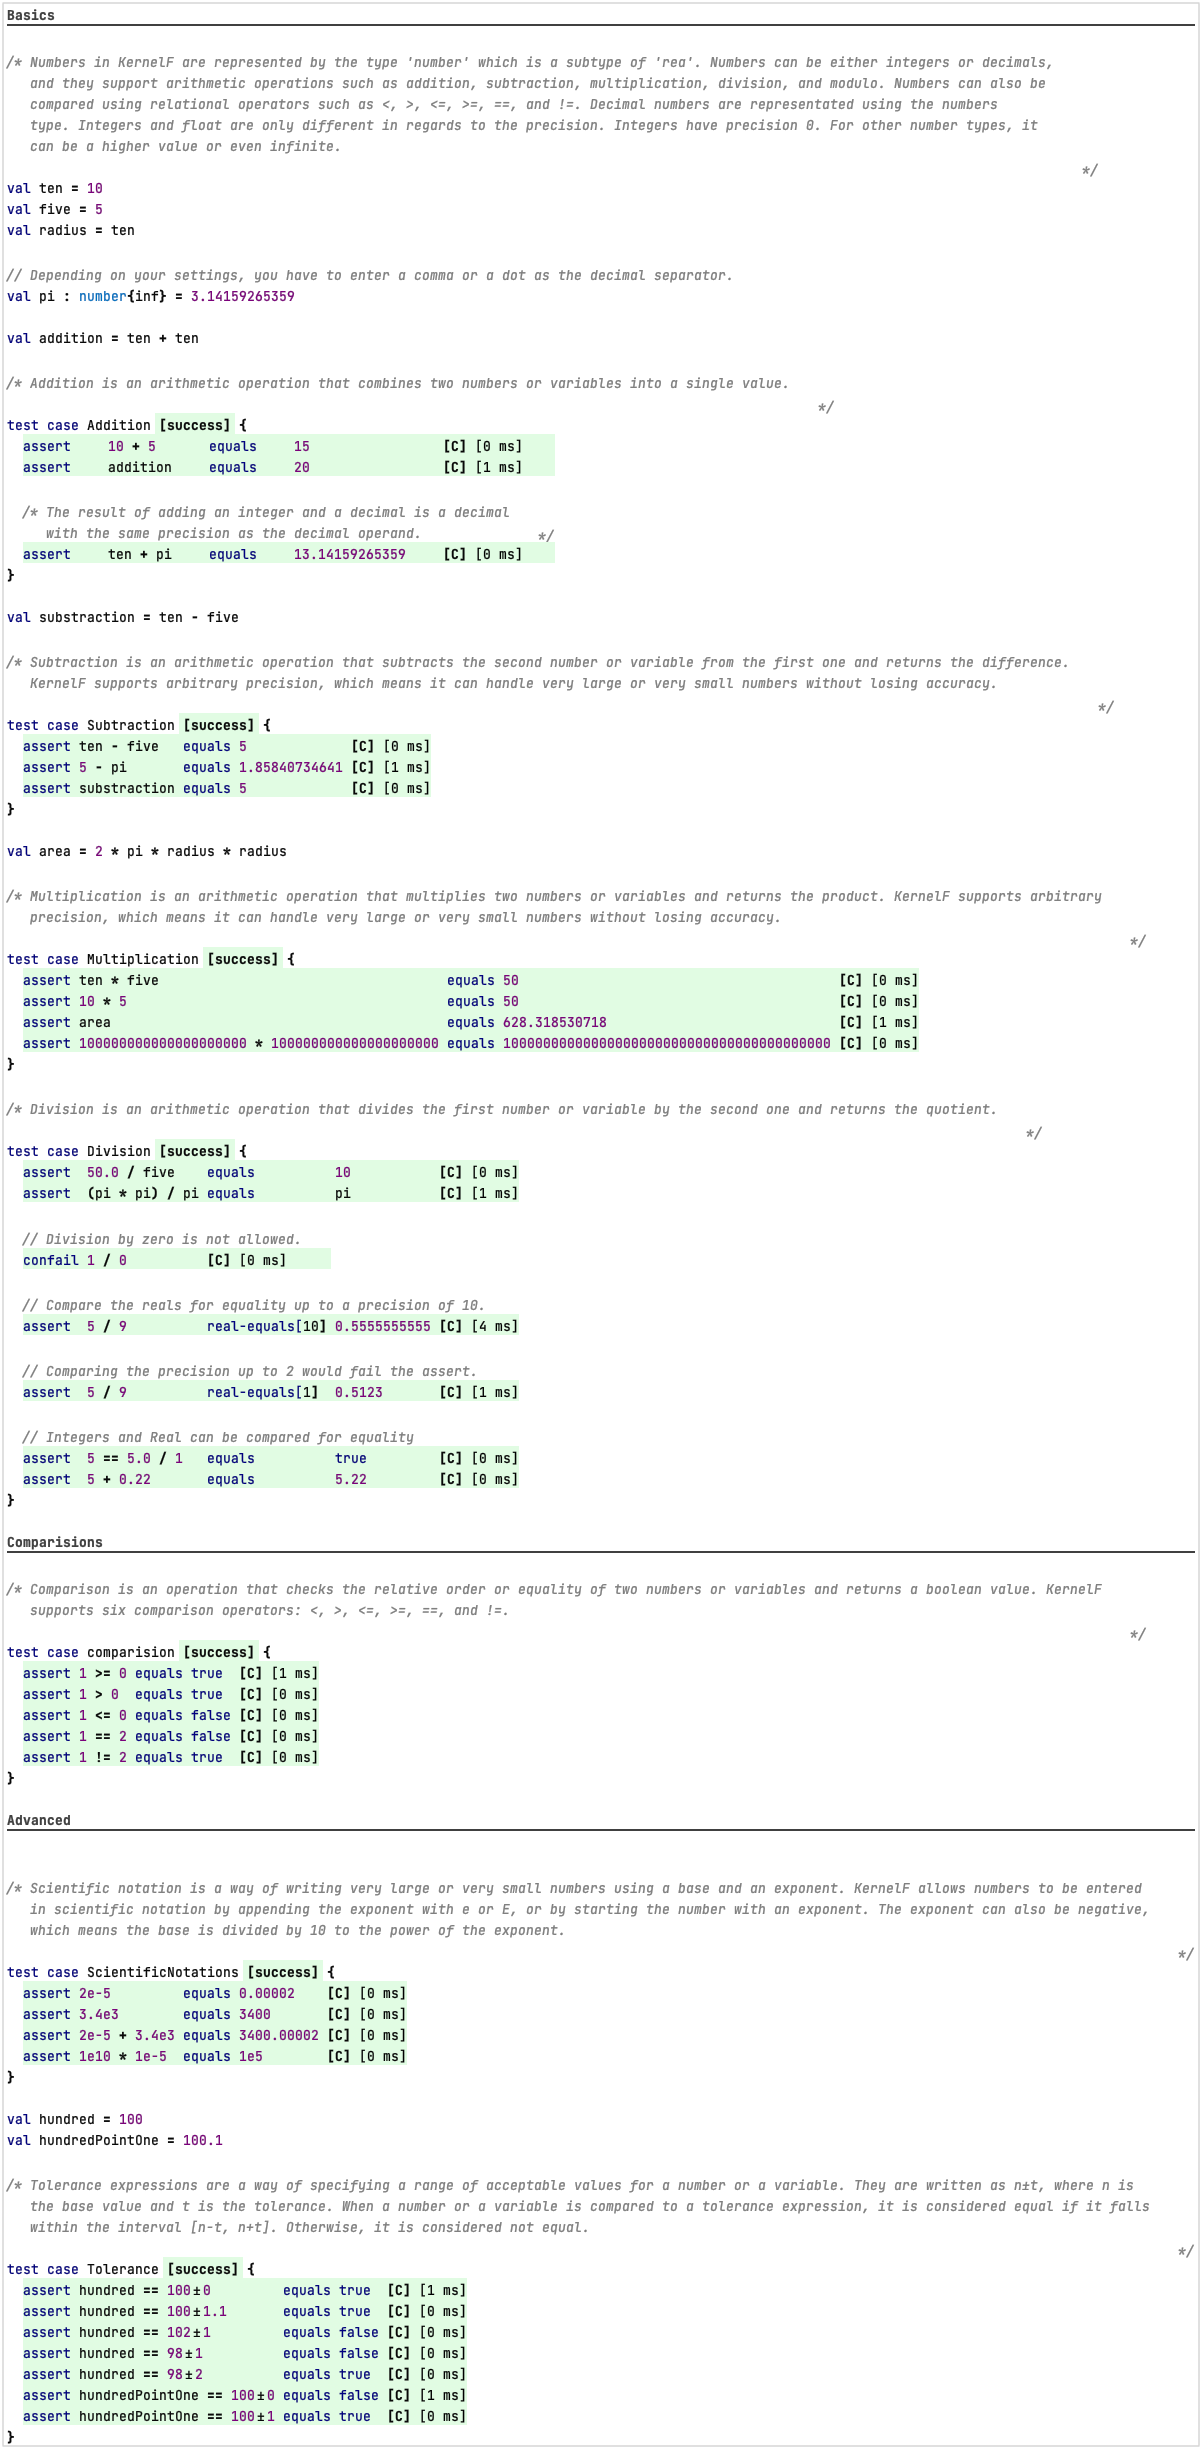 Basics
/* Numbers in KernelF are represented by the type 'number' which is a subtype of 'rea'. Numbers can be either integers or decimals,
and they support arithmetic operations such as addition, subtraction, multiplication, division, and modulo. Numbers can also be
compared using relational operators such as <, >, <=, >=, ==, and !=. Decimal numbers are representated using the numbers
type. Integers and float are only different in regards to the precision. Integers have precision 0. For other number types, it
can be a higher value or even infinite.
*/
val ten = 10
val five = 5
val radius = ten
// Depending on your settings, you have to enter a comma or a dot as the decimal separator.
val pi : number{inf} = 3.14159265359
val addition = ten + ten
/* Addition is an arithmetic operation that combines two numbers or variables into a single value.
*/
test case Addition [success] {
assert 10 + 5 equals 15 [C] [0 ms]
assert addition equals 20 [C] [1 ms]
/* The result of adding an integer and a decimal is a decimal
with the same precision as the decimal operand. */
assert ten + pi equals 13.14159265359 [C] [0 ms]
}
val substraction = ten - five
/* Subtraction is an arithmetic operation that subtracts the second number or variable from the first one and returns the difference.
KernelF supports arbitrary precision, which means it can handle very large or very small numbers without losing accuracy.
*/
test case Subtraction [success] {
assert ten - five equals 5 [C] [0 ms]
assert 5 - pi equals 1.85840734641 [C] [1 ms]
assert substraction equals 5 [C] [0 ms]
}
val area = 2 * pi * radius * radius
/* Multiplication is an arithmetic operation that multiplies two numbers or variables and returns the product. KernelF supports arbitrary
precision, which means it can handle very large or very small numbers without losing accuracy.
*/
test case Multiplication [success] {
assert ten * five equals 50 [C] [0 ms]
assert 10 * 5 equals 50 [C] [0 ms]
assert area equals 628.318530718 [C] [1 ms]
assert 100000000000000000000 * 100000000000000000000 equals 10000000000000000000000000000000000000000 [C] [0 ms]
}
/* Division is an arithmetic operation that divides the first number or variable by the second one and returns the quotient.
*/
test case Division [success] {
assert 50.0 / five equals 10 [C] [0 ms]
assert (pi * pi) / pi equals pi [C] [1 ms]
// Division by zero is not allowed.
confail 1 / 0 [C] [0 ms]
// Compare the reals for equality up to a precision of 10.
assert 5 / 9 real-equals[10] 0.5555555555 [C] [4 ms]
// Comparing the precision up to 2 would fail the assert.
assert 5 / 9 real-equals[1] 0.5123 [C] [1 ms]
// Integers and Real can be compared for equality
assert 5 == 5.0 / 1 equals true [C] [0 ms]
assert 5 + 0.22 equals 5.22 [C] [0 ms]
}
Comparisions
/* Comparison is an operation that checks the relative order or equality of two numbers or variables and returns a boolean value. KernelF
supports six comparison operators: <, >, <=, >=, ==, and !=.
*/
test case comparision [success] {
assert 1 >= 0 equals true [C] [1 ms]
assert 1 > 0 equals true [C] [0 ms]
assert 1 <= 0 equals false [C] [0 ms]
assert 1 == 2 equals false [C] [0 ms]
assert 1 != 2 equals true [C] [0 ms]
}
Advanced
/* Scientific notation is a way of writing very large or very small numbers using a base and an exponent. KernelF allows numbers to be entered
in scientific notation by appending the exponent with e or E, or by starting the number with an exponent. The exponent can also be negative,
which means the base is divided by 10 to the power of the exponent.
*/
test case ScientificNotations [success] {
assert 2e-5 equals 0.00002 [C] [0 ms]
assert 3.4e3 equals 3400 [C] [0 ms]
assert 2e-5 + 3.4e3 equals 3400.00002 [C] [0 ms]
assert 1e10 * 1e-5 equals 1e5 [C] [0 ms]
}
val hundred = 100
val hundredPointOne = 100.1
/* Tolerance expressions are a way of specifying a range of acceptable values for a number or a variable. They are written as n±t, where n is
the base value and t is the tolerance. When a number or a variable is compared to a tolerance expression, it is considered equal if it falls
within the interval [n-t, n+t]. Otherwise, it is considered not equal.
*/
test case Tolerance [success] {
assert hundred == 100±0 equals true [C] [1 ms]
assert hundred == 100±1.1 equals true [C] [0 ms]
assert hundred == 102±1 equals false [C] [0 ms]
assert hundred == 98±1 equals false [C] [0 ms]
assert hundred == 98±2 equals true [C] [0 ms]
assert hundredPointOne == 100±0 equals false [C] [1 ms]
assert hundredPointOne == 100±1 equals true [C] [0 ms]
}